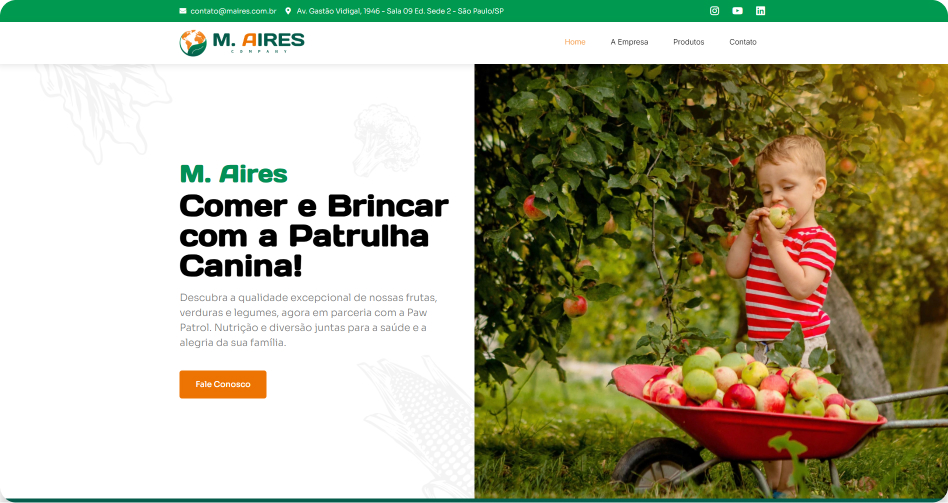 contato@maires.com.br
Av. Gastão Vidigal, 1946 - Sala 09 Ed. Sede 2 - São Paulo/SP
M. AIRES
COMPANY
Home
A Empresa
Produtos
Contato
M. Aires
Comer e Brincar
com a Patrulha
Canina!
Descubra a qualidade excepcional de nossas frutas,
verduras e legumes, agora em parceria com a Paw
Patrol. Nutrição e diversão juntas para a saúde e a
alegria da sua família.
Fale Conosco